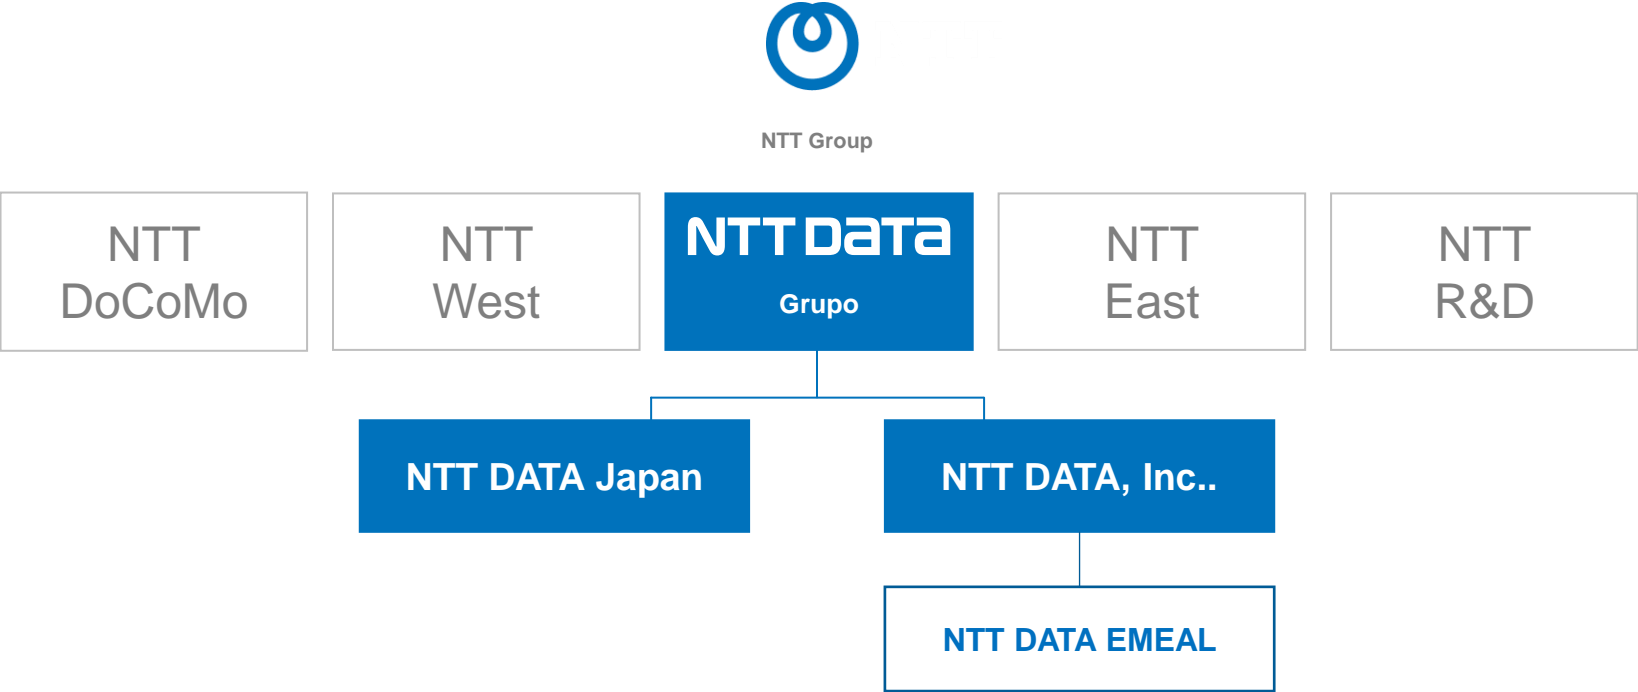 NTT Group
NTT
DoCoMo
NTT
West
NTT DATA
Grupo
NTT
East
NTT
R&D
NTT DATA Japan
NTT DATA, Inc..
NTT DATA EMEAL